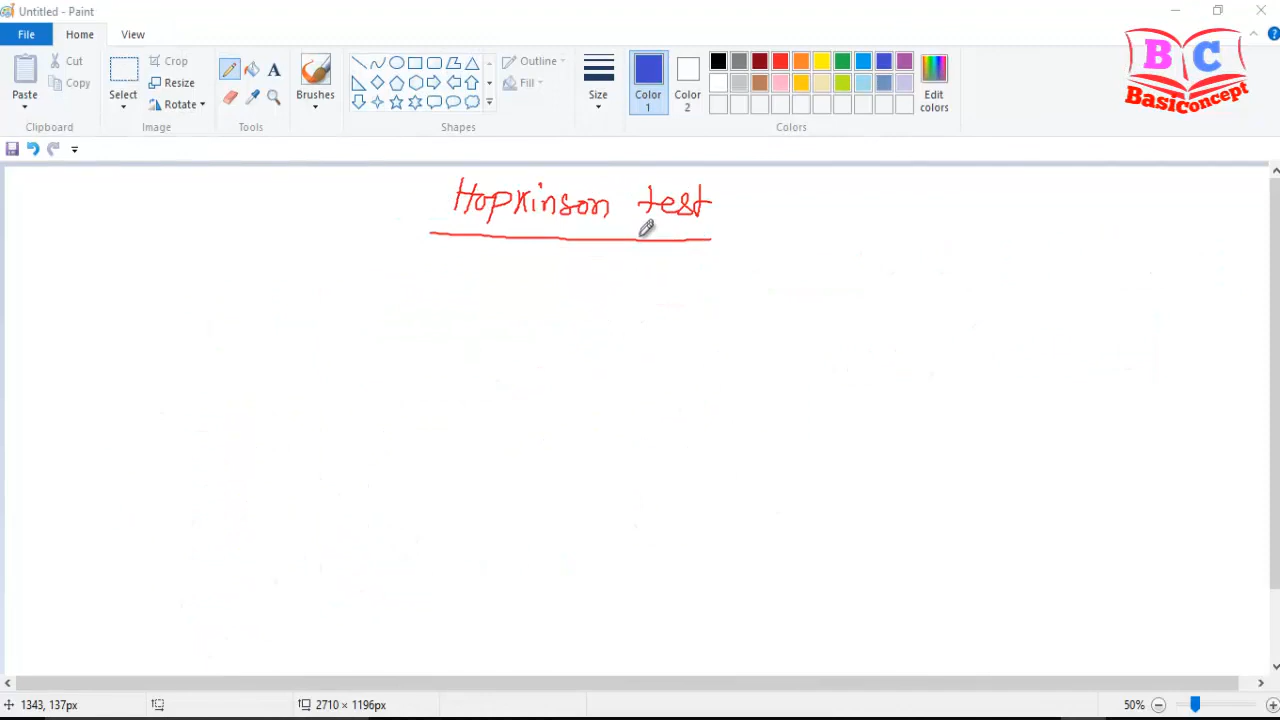 Untitled - Paint
File Home View
Paste Cut Copy
Clipboard
Select Crop Resize Rotate
Image
Tools
Brushes
Shapes
Outline
Fill
Size
Color 1
Color 2
Edit colors
Colors
B C
BasiConcept
Hopkinson test
1343, 137px
2710 × 1196px
50%